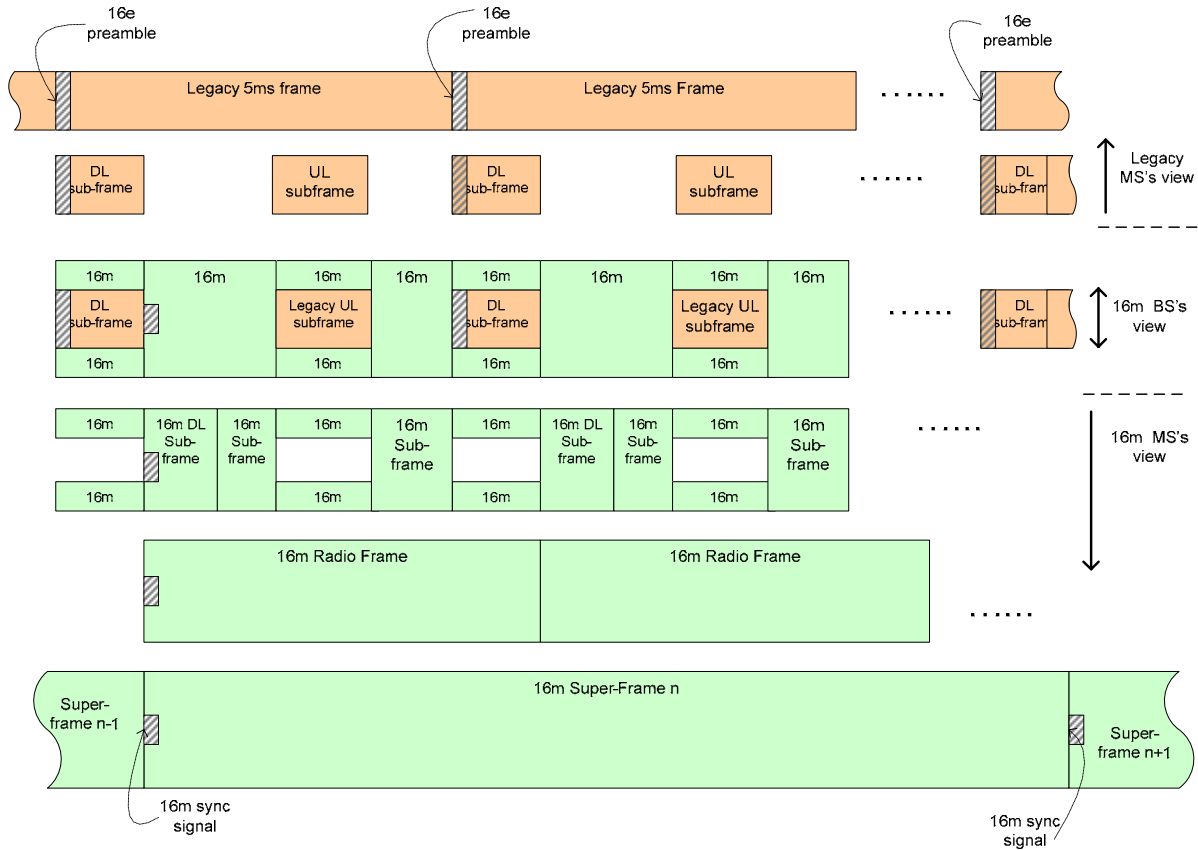 16e
preamble
16e
preamble
16e
preamble
Legacy 5ms frame
Legacy 5ms Frame
DL
sub-frame
UL
subframe
DL
sub-frame
UL
subframe
DL
sub-frame
Legacy
MS's view
16m
16m
16m
16m
16m
16m
16m
16m
DL
sub-frame
Legacy UL
subframe
DL
sub-frame
Legacy UL
subframe
DL
sub-frame
16m BS's
view
16m
16m
16m
16m
16m
16m DL
Sub-
frame
16m
Sub-
frame
16m
16m
Sub-
frame
16m
16m DL
Sub-
frame
16m
Sub-
frame
16m
16m
Sub-
frame
16m MS's
view
16m
16m
16m
16m
16m Radio Frame
16m Radio Frame
16m Super-Frame n
Super-
frame n-1
Super-
frame n+1
16m sync
signal
16m sync
signal